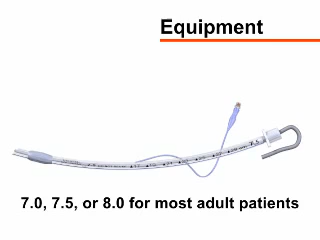 Equipment
7.0, 7.5, or 8.0 for most adult patients